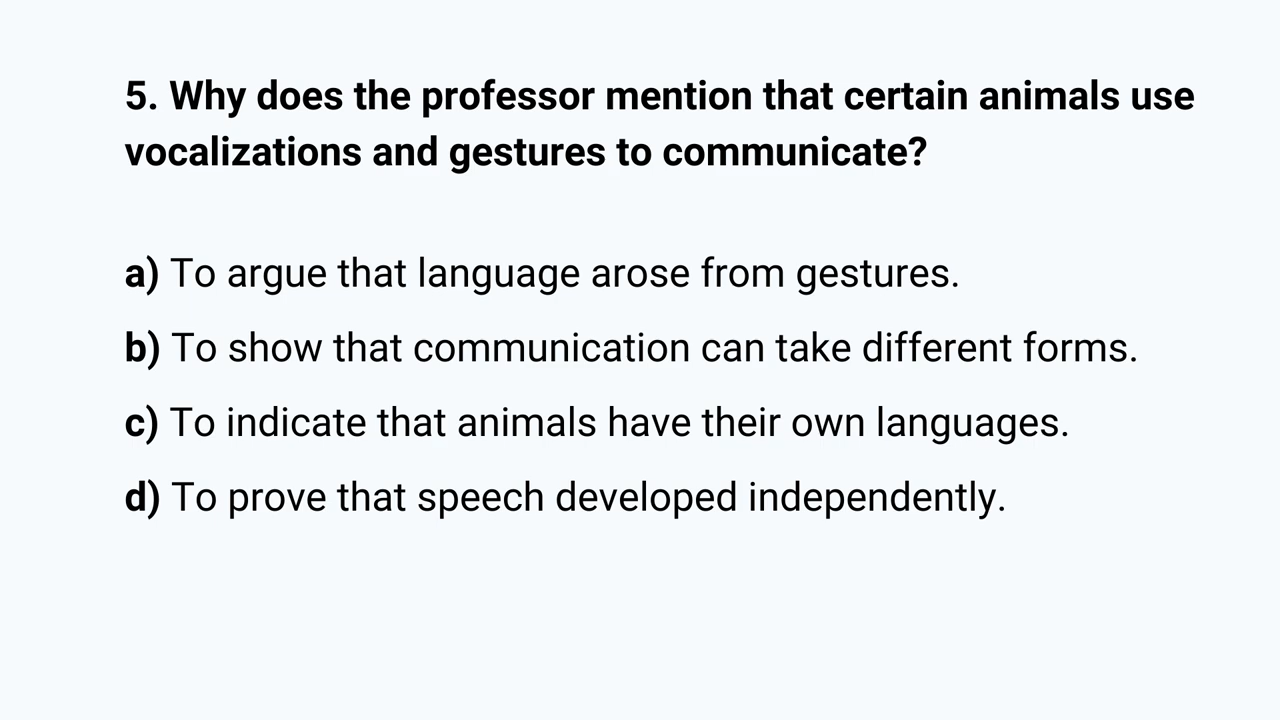 5. Why does the professor mention that certain animals use
vocalizations and gestures to communicate?
a) To argue that language arose from gestures.
b) To show that communication can take different forms.
c) To indicate that animals have their own languages.
d) To prove that speech developed independently.